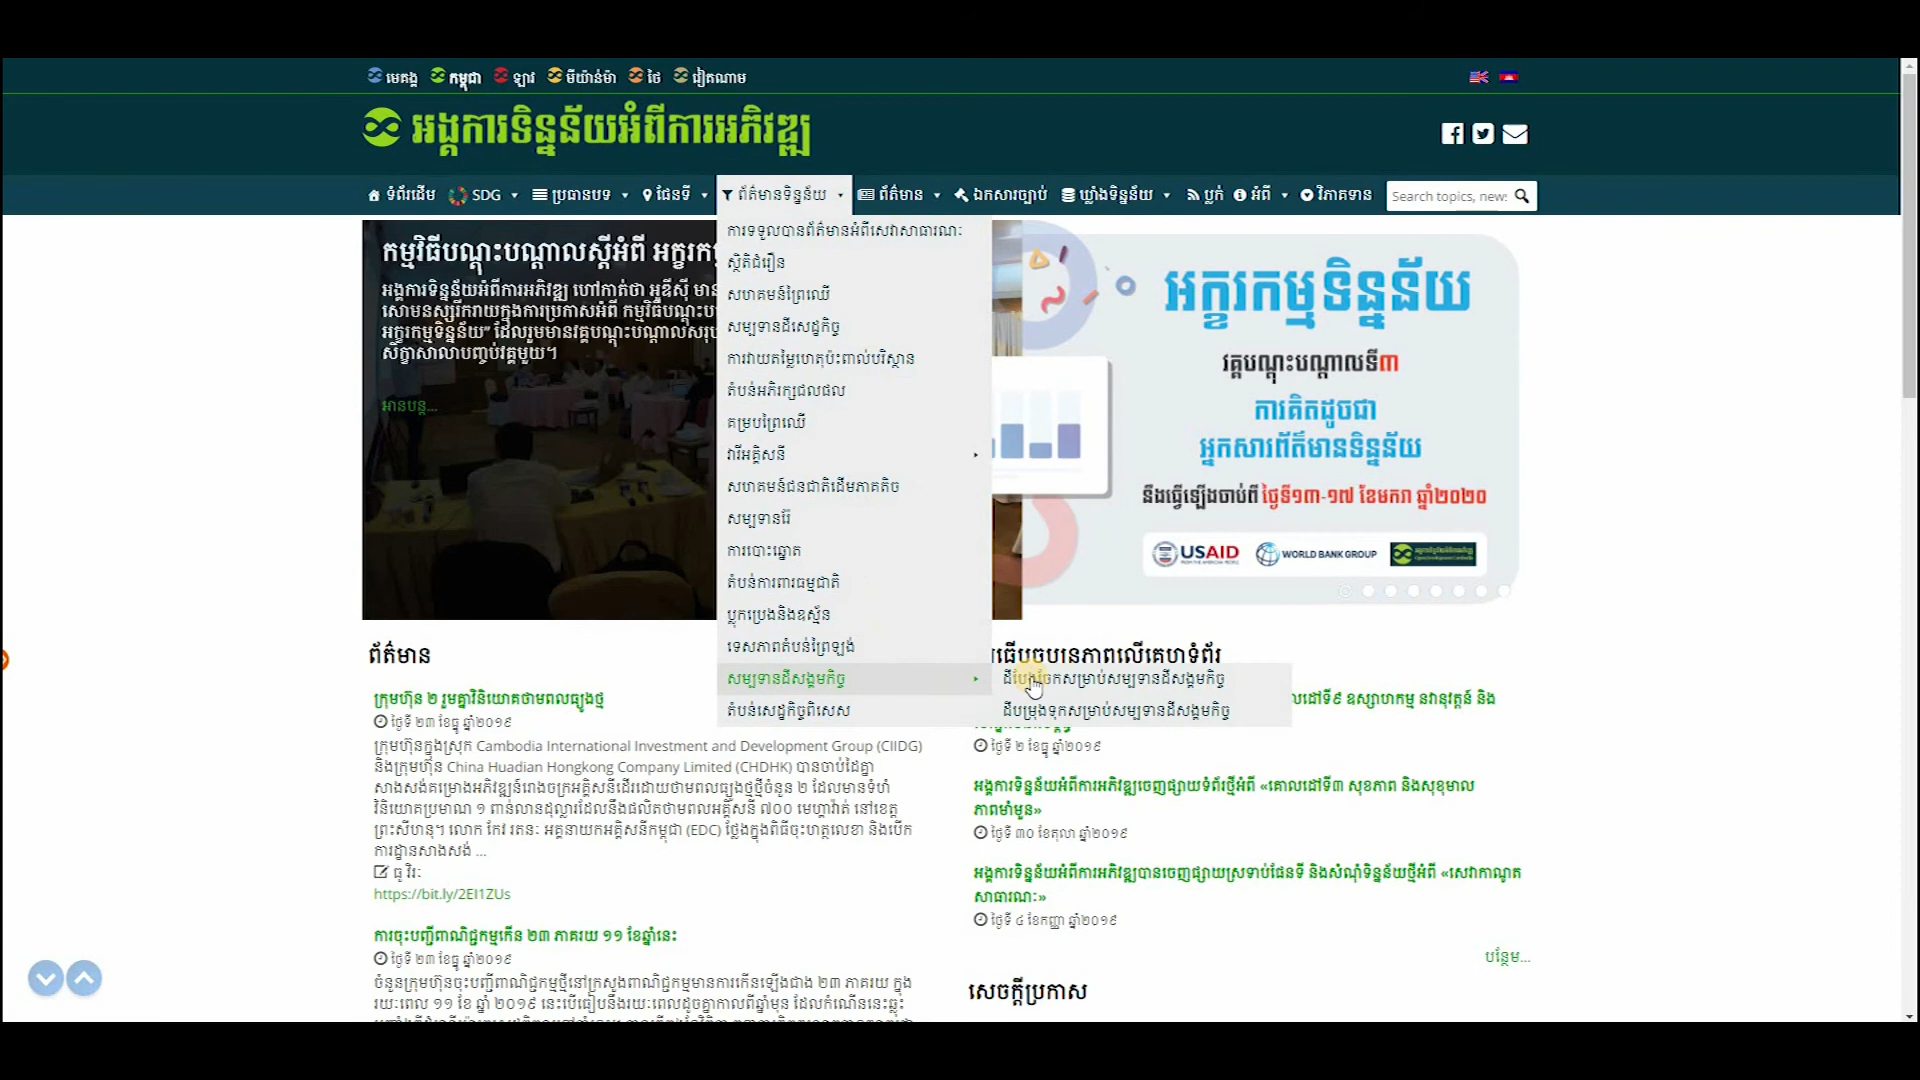 មេគង្គ កម្ពុជា ឡាវ មីយ៉ាន់ម៉ា ថៃ វៀតណាម
អង្គការទិន្នន័យអំពីការអភិវឌ្ឍ
ទំព័រដើម SDG ប្រធានបទ ផែនទី ព័ត៌មានទិន្នន័យ ព័ត៌មាន ឯកសារច្បាប់ ឃ្លាំងទិន្នន័យ ប្លក់ អំពី វិភាគទាន Search topics, news
កម្មវិធីបណ្តុះបណ្តាលស្តីអំពី អក្ខរកម្ម
អង្គការទិន្នន័យអំពីការអភិវឌ្ឍ ហៅកាត់ថា អូឌីស៊ី មាន
សោមនស្សរីករាយក្នុងការប្រកាសអំពី កម្មវិធីបណ្តុះប
អក្ខរកម្មទិន្នន័យ” ដែលរួមមានវគ្គបណ្តុះបណ្តាលសរុប
សិក្ខាសាលាបញ្ចប់វគ្គមួយ។
អានបន្ត...
ការទទួលបានព័ត៌មានអំពីសេវាសាធារណៈ
ស្ថិតិជំរឿន
សហគមន៍ព្រៃឈើ
សម្បទានដីសេដ្ឋកិច្ច
ការវាយតម្លៃហេតុប៉ះពាល់បរិស្ថាន
តំបន់អភិរក្សជលផល
គម្របព្រៃឈើ
វារីអគ្គិសនី
សហគមន៍ជនជាតិដើមភាគតិច
សម្បទានរ៉ែ
ការបោះឆ្នោត
តំបន់ការពារធម្មជាតិ
ប្លុកប្រេងនិងឧស្ម័ន
ទេសភាពតំបន់ព្រៃឡង់
សម្បទានដីសង្គមកិច្ច
តំបន់សេដ្ឋកិច្ចពិសេស
ដីបែងចែកសម្រាប់សម្បទានដីសង្គមកិច្ច
ដីបម្រុងទុកសម្រាប់សម្បទានដីសង្គមកិច្ច
អក្ខរកម្មទិន្នន័យ
វគ្គបណ្តុះបណ្តាលទី៣
ការគិតដូចជា
អ្នកសារព័ត៌មានទិន្នន័យ
នឹងធ្វើឡើងចាប់ពី ថ្ងៃទី១៣-១៧ ខែមករា ឆ្នាំ២០២០
USAID WORLD BANK GROUP
ព័ត៌មាន
ក្រុមហ៊ុន ២ រួមគ្នាវិនិយោគថាមពលធ្យូងថ្ម
ថ្ងៃទី ២៣ ខែធ្នូ ឆ្នាំ២០១៩
ក្រុមហ៊ុនក្នុងស្រុក Cambodia International Investment and Development Group (CIIDG)
និងក្រុមហ៊ុន China Huadian Hongkong Company Limited (CHDHK) បានចាប់ដៃគ្នា
សាងសង់គម្រោងអភិវឌ្ឍន៍រោងចក្រអគ្គិសនីដើរដោយថាមពលធ្យូងថ្មថ្មីចំនួន ២ ដែលមានទំហំ
វិនិយោគប្រមាណ ១ ពាន់លានដុល្លារដែលនឹងផលិតថាមពលអគ្គិសនី ៧០០ មេហ្គាវ៉ាត់ នៅខេត្ត
ព្រះសីហនុ។ លោក កែវ រតនៈ អគ្គនាយកអគ្គិសនីកម្ពុជា (EDC) ថ្លែងក្នុងពិធីចុះហត្ថលេខា និងបើក
ការដ្ឋានសាងសង់ ...
ធូ វិរៈ
https://bit.ly/2EI1ZUs
ការចុះបញ្ជីពាណិជ្ជកម្មកើន ២៣ ភាគរយ ១១ ខែឆ្នាំនេះ
ថ្ងៃទី ២៣ ខែធ្នូ ឆ្នាំ២០១៩
ចំនួនក្រុមហ៊ុនចុះបញ្ជីពាណិជ្ជកម្មថ្មីនៅក្រសួងពាណិជ្ជកម្មមានការកើនឡើងជាង ២៣ ភាគរយ ក្នុង
រយៈពេល ១១ ខែ ឆ្នាំ ២០១៩ នេះបើធៀបនឹងរយៈពេលដូចគ្នាកាលពីឆ្នាំមុន ដែលកំណើននេះឆ្លុះ
ធ្វើបច្ចុប្បន្នភាពលើគេហទំព័រ
លដៅទី៩ ឧស្សាហកម្ម នវានុវត្តន៍ និង
ថ្ងៃទី ២ ខែធ្នូ ឆ្នាំ២០១៩
អង្គការទិន្នន័យអំពីការអភិវឌ្ឍចេញផ្សាយទំព័រថ្មីអំពី «គោលដៅទី៣ សុខភាព និងសុខុមាល
ភាពមាំមួន»
ថ្ងៃទី ៣០ ខែតុលា ឆ្នាំ២០១៩
អង្គការទិន្នន័យអំពីការអភិវឌ្ឍបានចេញផ្សាយស្រទាប់ផែនទី និងសំណុំទិន្នន័យថ្មីអំពី «សេវាកាណូត
សាធារណៈ»
ថ្ងៃទី ៤ ខែកញ្ញា ឆ្នាំ២០១៩
បន្ថែម...
សេចក្តីប្រកាស